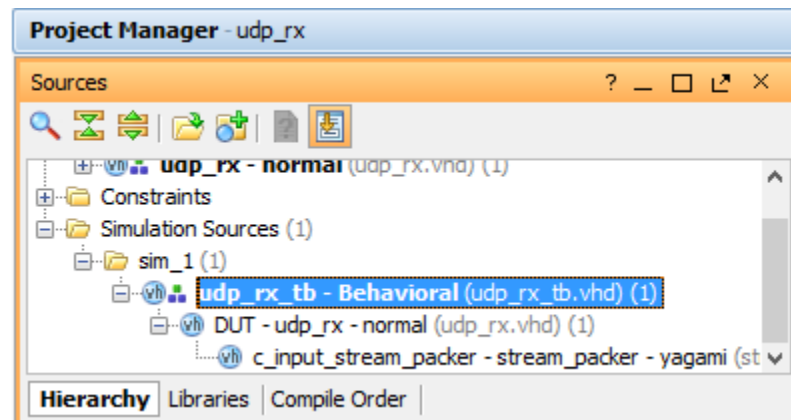 Project Manager - udp_rx
Sources
udp_rx - normal (udp_rx.vhd) (1)
Constraints
Simulation Sources (1)
sim_1 (1)
udp_rx_tb - Behavioral (udp_rx_tb.vhd) (1)
DUT - udp_rx - normal (udp_rx.vhd) (1)
c_input_stream_packer - stream_packer - yagami (st
Hierarchy Libraries Compile Order